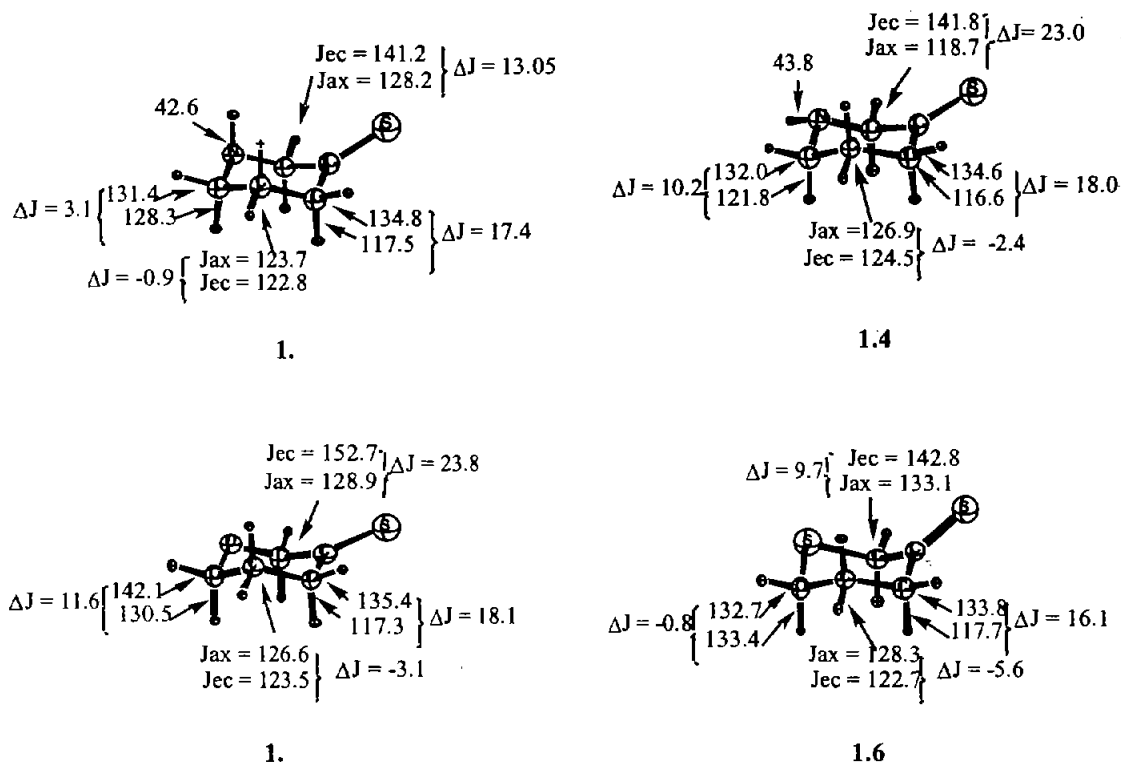 Jec = 141.2
Jax = 128.2
ΔJ = 13.05
42.6
S
N
131.4
128.3
ΔJ = 3.1
134.8
117.5
ΔJ = 17.4
Jax = 123.7
Jec = 122.8
ΔJ = -0.9
1.
Jec = 141.8
Jax = 118.7
ΔJ= 23.0
43.8
S
N
132.0
121.8
ΔJ = 10.2
134.6
116.6
ΔJ = 18.0
Jax =126.9
Jec = 124.5
ΔJ = -2.4
1.4
Jec = 152.7
Jax = 128.9
ΔJ = 23.8
S
142.1
130.5
ΔJ = 11.6
135.4
117.3
ΔJ = 18.1
Jax = 126.6
Jec = 123.5
ΔJ = -3.1
1.
Jec = 142.8
Jax = 133.1
ΔJ = 9.7
S
S
132.7
133.4
ΔJ = -0.8
133.8
117.7
ΔJ = 16.1
Jax = 128.3
Jec = 122.7
ΔJ = -5.6
1.6